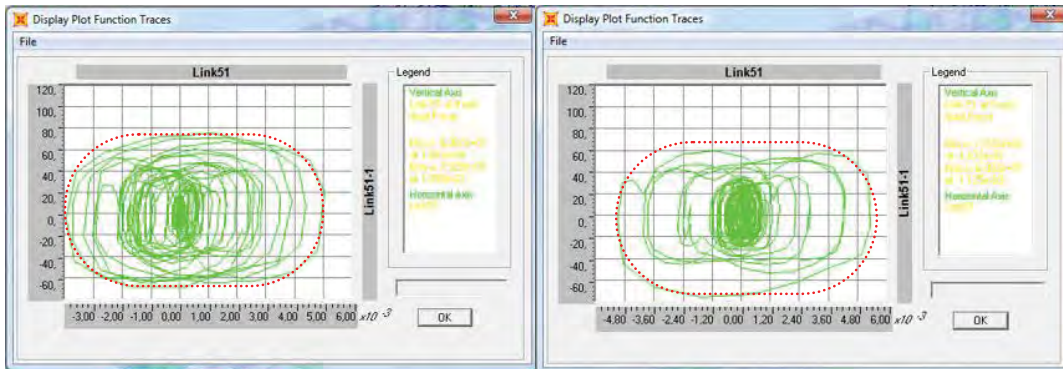 Display Plot Function Traces
File
Link51
120.
100.
80.
60.
40.
20.
0.
-20.
-40.
-60.
Link51-1
-3.00 -2.00 -1.00 0.00 1.00 2.00 3.00 4.00 5.00 6.00 x10 -3
Legend
Vertical Axis
Horizontal Axis
OK
Display Plot Function Traces
File
Link51
120.
100.
80.
60.
40.
20.
0.
-20.
-40.
-60.
Link51-1
-4.80 -3.60 -2.40 -1.20 0.00 1.20 2.40 3.60 4.80 6.00 x10 -3
Legend
Vertical Axis
Horizontal Axis
OK